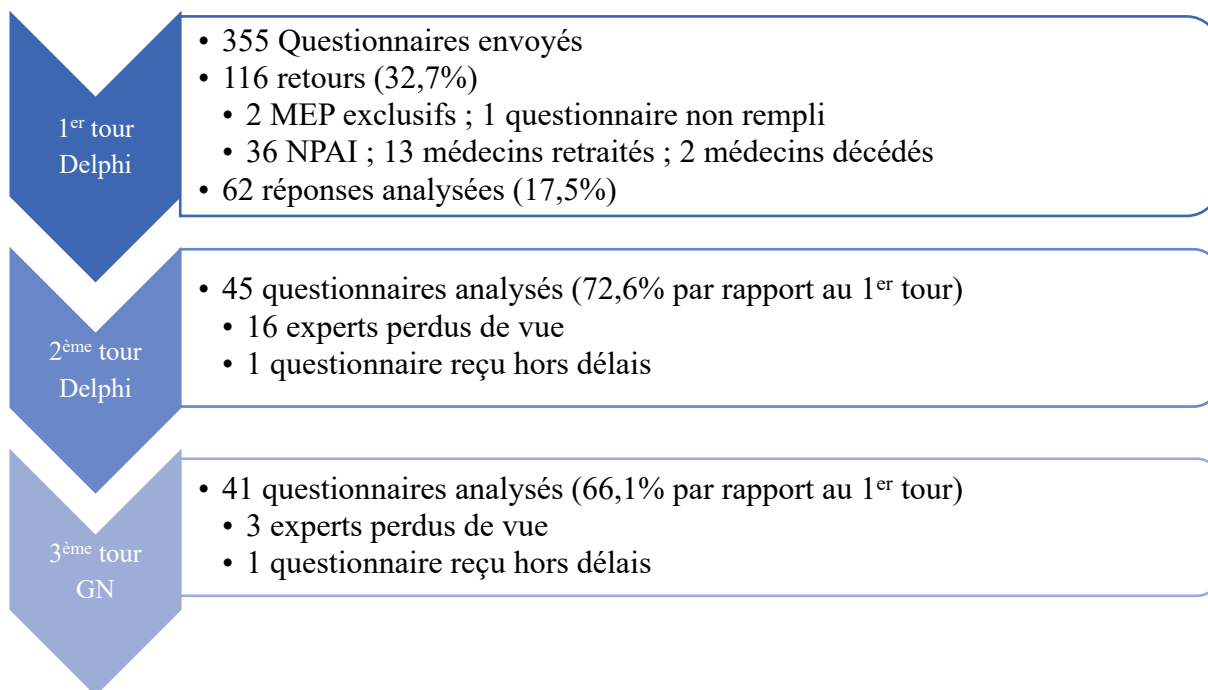 1er tour
Delphi
• 355 Questionnaires envoyés
• 116 retours (32,7%)
• 2 MEP exclusifs ; 1 questionnaire non rempli
• 36 NPAI ; 13 médecins retraités ; 2 médecins décédés
• 62 réponses analysées (17,5%)
2ème tour
Delphi
• 45 questionnaires analysés (72,6% par rapport au 1er tour)
• 16 experts perdus de vue
• 1 questionnaire reçu hors délais
3ème tour
GN
• 41 questionnaires analysés (66,1% par rapport au 1er tour)
• 3 experts perdus de vue
• 1 questionnaire reçu hors délais